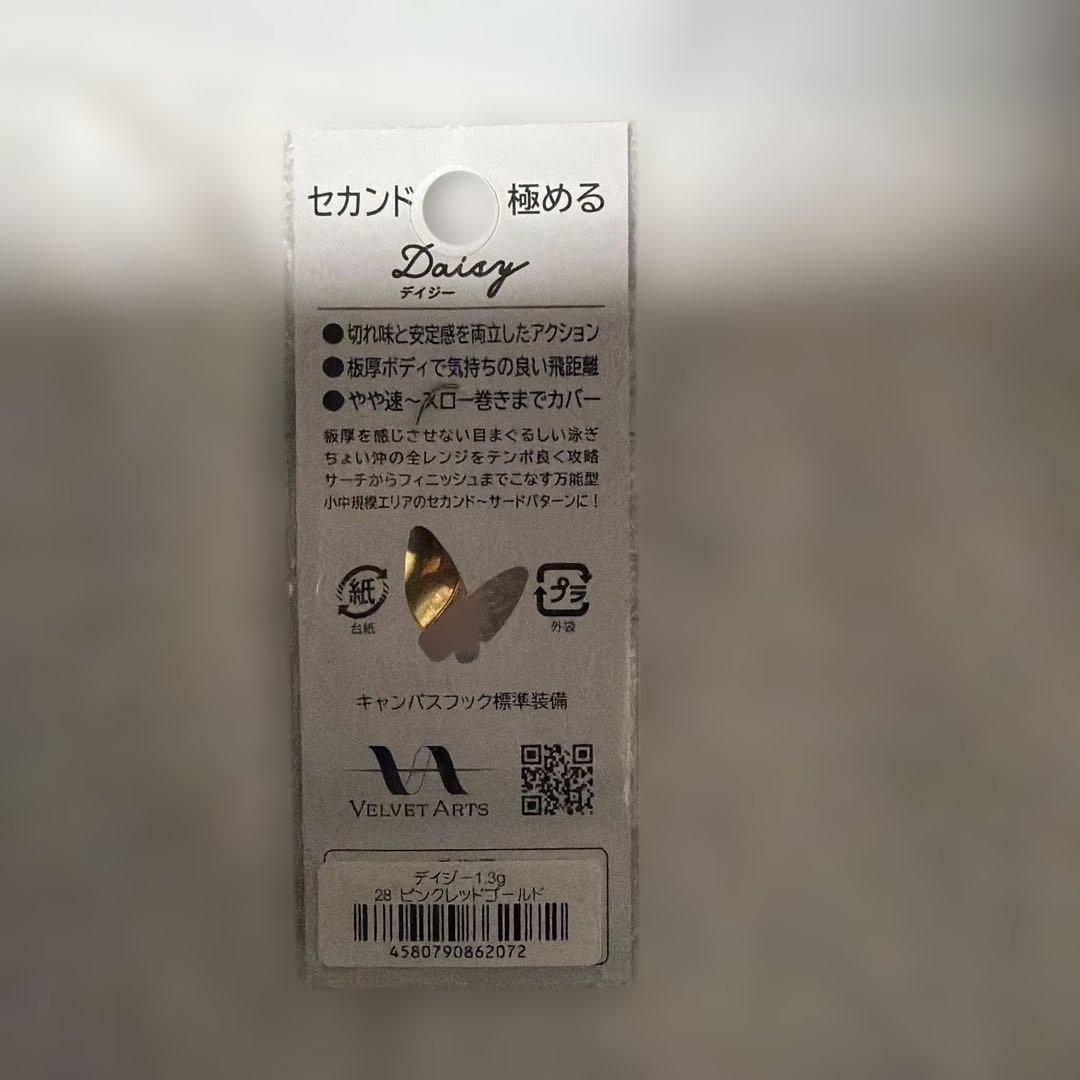 セカンド 極める
Daisy
デイジー
●切れ味と安定感を両立したアクション
●板厚ボディで気持ちの良い飛距離
●やや速～スロー巻きまでカバー
板厚を感じさせない目まぐるしい泳ぎ
ちょい沖の全レンジをテンポ良く攻略
サーチからフィニッシュまでこなす万能型
小中規模エリアのセカンド～サードパターンに!
紙
台紙
プラ
外袋
キャンバスフック標準装備
VA
VELVET ARTS
デイジー1.3g
28 ピンクレッドゴールド
4580790862072